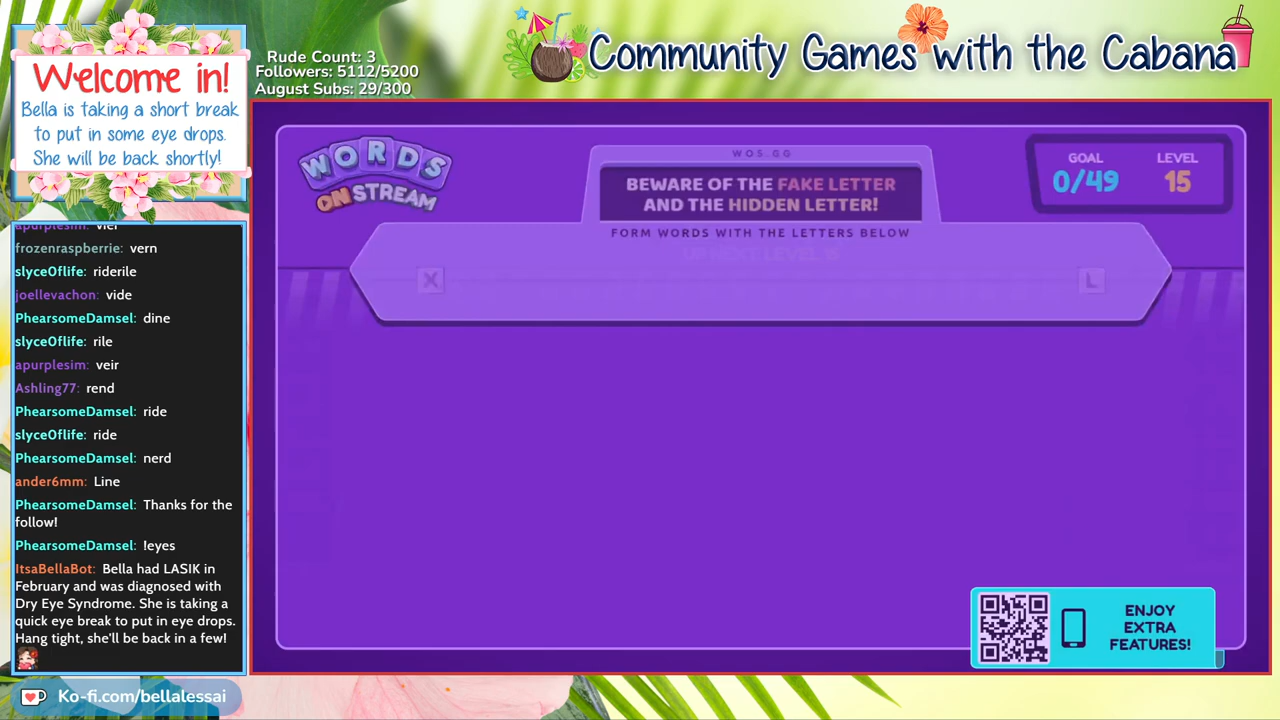 Welcome in!
Bella is taking a short break
to put in some eye drops.
She will be back shortly!
Rude Count: 3
Followers: 5112/5200
August Subs: 29/300
Community Games with the Cabana
apurplesim: vier
frozenraspberrie: vern
slyceOflife: riderile
joellevachon: vide
PhearsomeDamsel: dine
slyceOflife: rile
apurplesim: veir
Ashling77: rend
PhearsomeDamsel: ride
slyceOflife: ride
PhearsomeDamsel: nerd
ander6mm: Line
PhearsomeDamsel: Thanks for the
follow!
PhearsomeDamsel: !eyes
ItsaBellaBot: Bella had LASIK in
February and was diagnosed with
Dry Eye Syndrome. She is taking a
quick eye break to put in eye drops.
Hang tight, she'll be back in a few!
Ko-fi.com/bellalessai
WORDS
ON STREAM
WOS.GG
BEWARE OF THE FAKE LETTER
AND THE HIDDEN LETTER!
FORM WORDS WITH THE LETTERS BELOW
UP NEXT LEVEL 15
X
L
GOAL
0/49
LEVEL
15
ENJOY
EXTRA
FEATURES!